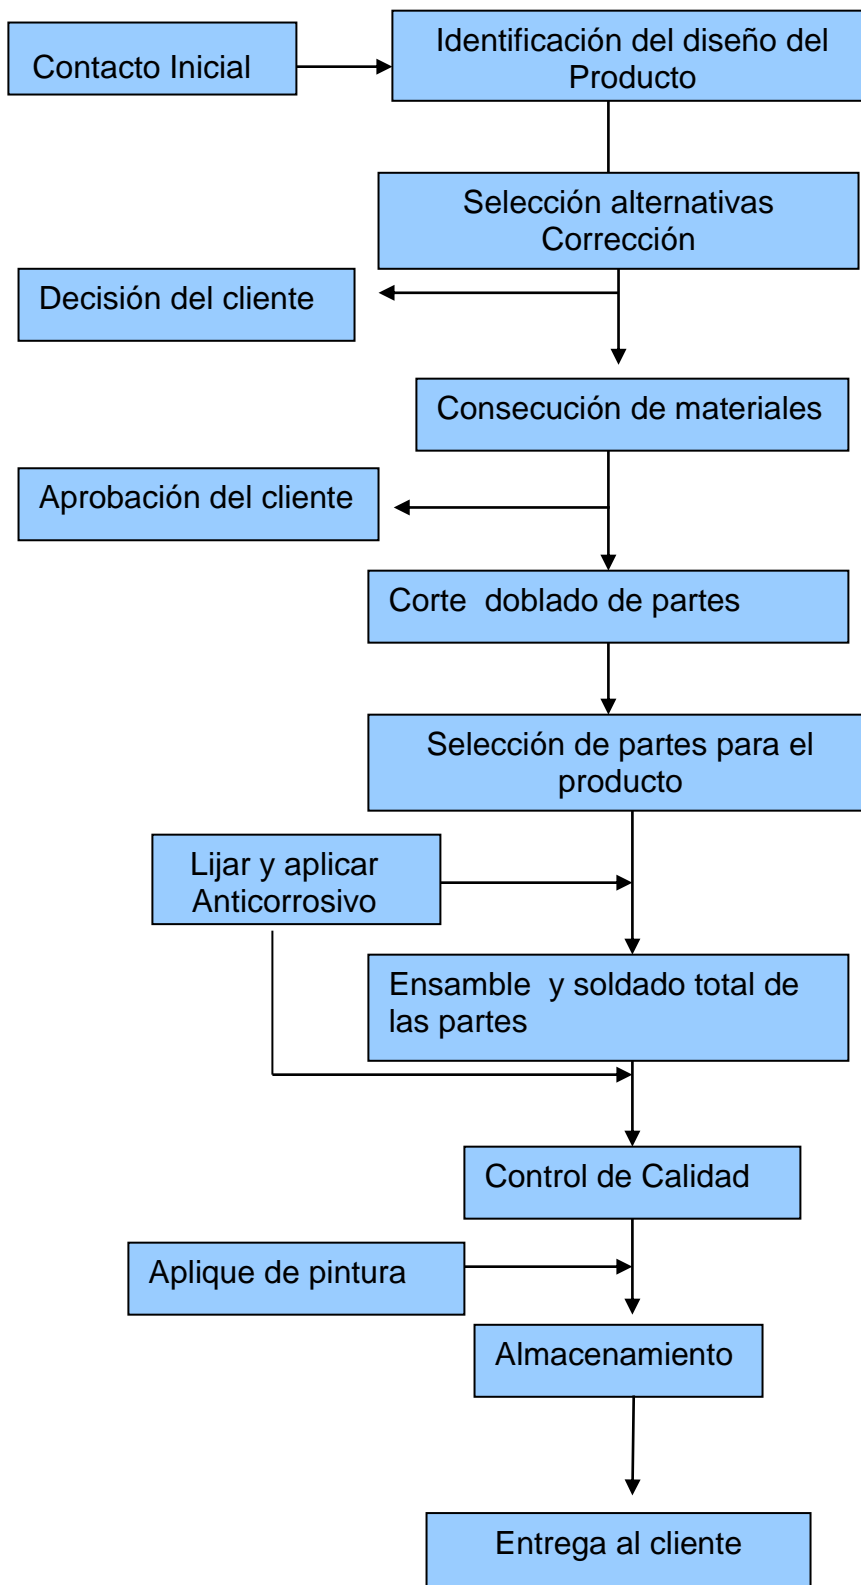 Contacto Inicial
Identificación del diseño del
Producto
Selección alternativas
Corrección
Decisión del cliente
Consecución de materiales
Aprobación del cliente
Corte  doblado de partes
Selección de partes para el
producto
Lijar y aplicar
Anticorrosivo
Ensamble  y soldado total de
las partes
Control de Calidad
Aplique de pintura
Almacenamiento
Entrega al cliente